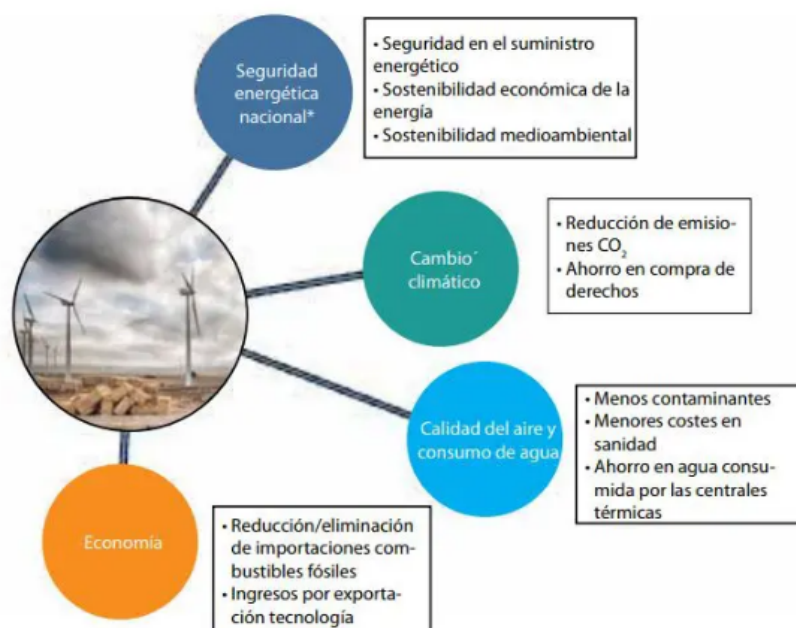 Seguridad
energética
nacional*
• Seguridad en el suministro
energético
• Sostenibilidad económica de la
energía
• Sostenibilidad medioambiental
Cambio´
climático
• Reducción de emisio-
nes CO₂
• Ahorro en compra de
derechos
Calidad del aire y
consumo de agua
• Menos contaminantes
• Menores costes en
sanidad
• Ahorro en agua consu-
mida por las centrales
térmicas
Economía
• Reducción/eliminación
de importaciones com-
bustibles fósiles
• Ingresos por exporta-
ción tecnología